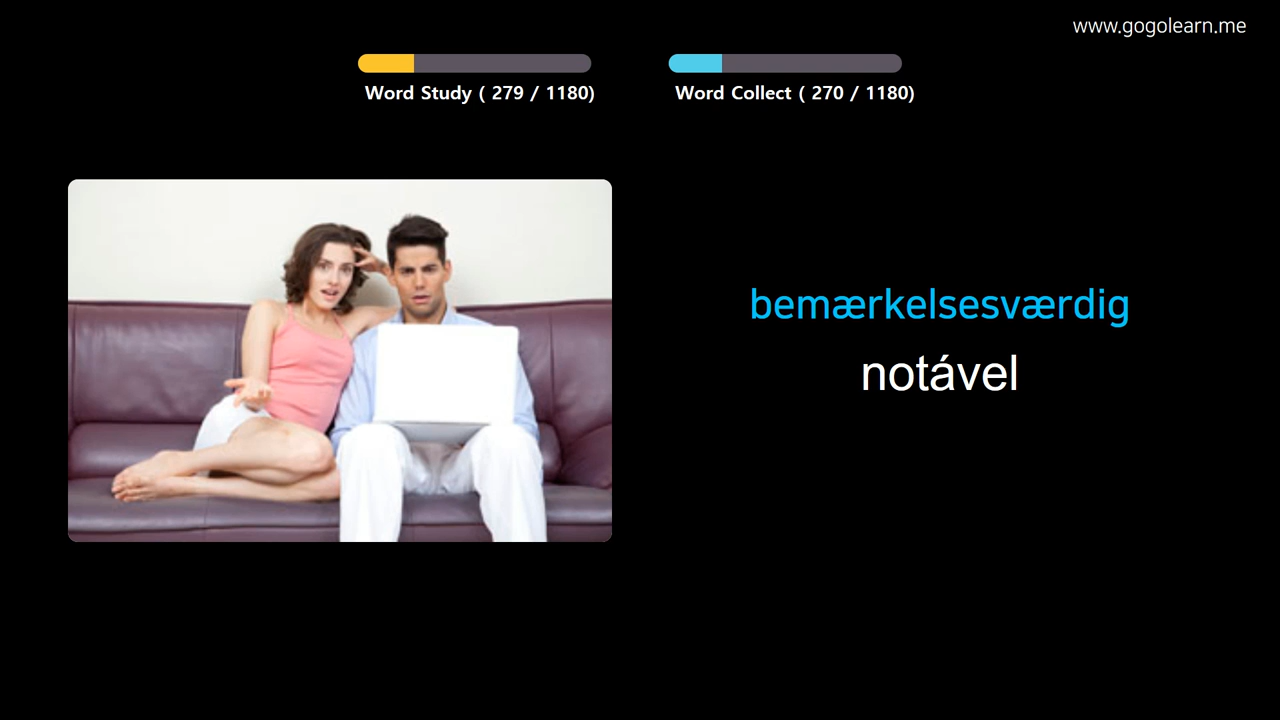 www.gogolearn.me
Word Study ( 279 / 1180)
Word Collect ( 270 / 1180)
bemærkelsesværdig
notável